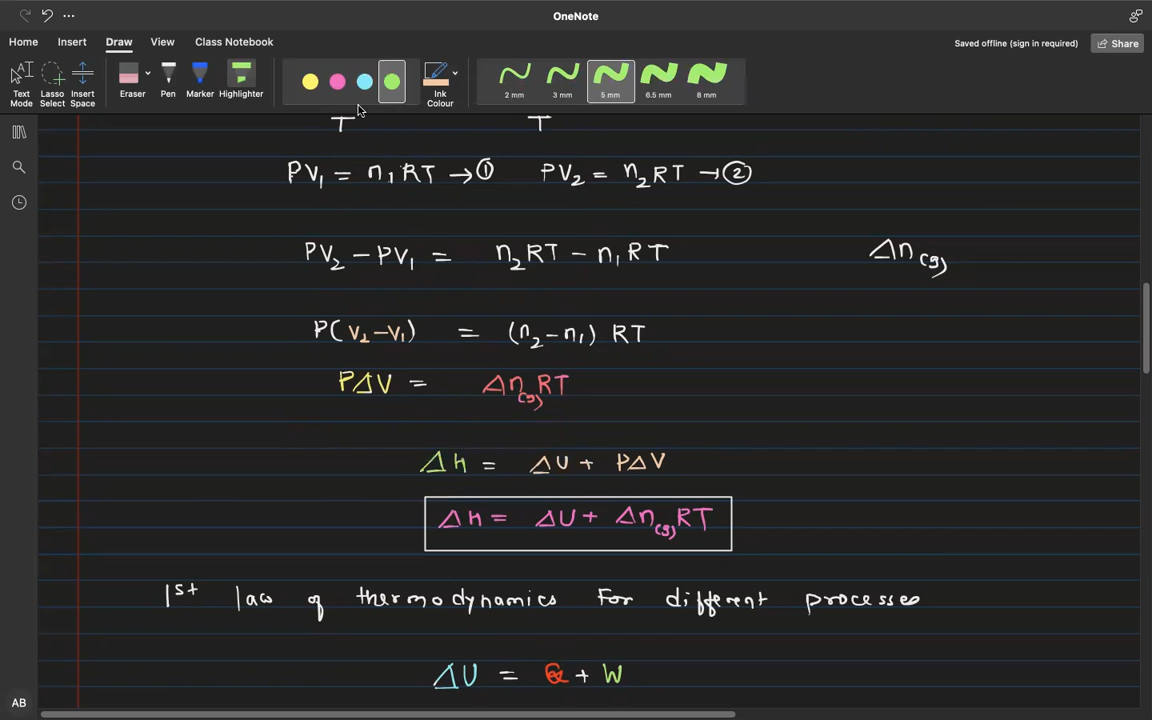 OneNote
Home Insert Draw View Class Notebook
Saved offline (sign in required) Share
Text Mode
Lasso Select
Insert Space
Eraser
Pen
Marker
Highlighter
Ink Colour
2 mm 3 mm 5 mm 6.5 mm 8 mm
T T
PV₁ = n₁RT → ① PV₂ = n₂RT → ②
PV₂ − PV₁ = n₂RT − n₁RT Δn(g)
P(V₂ − V₁) = (n₂ − n₁) RT
PΔV = Δn(g)RT
ΔH = ΔU + PΔV
ΔH = ΔU + Δn(g)RT
1st law of thermodynamics for different processes
ΔU = Q + W
AB